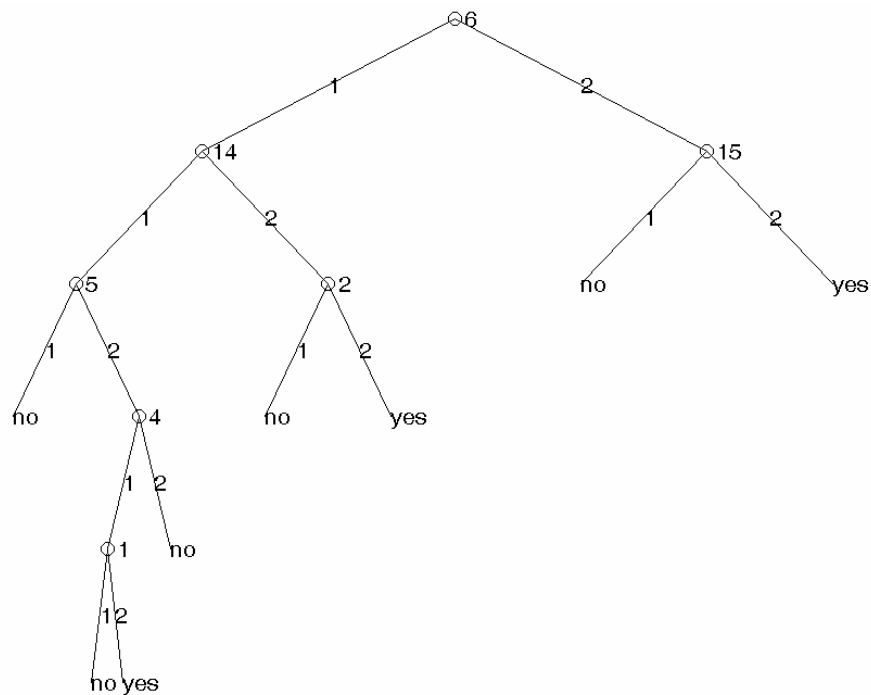 6
1 2
14 15
1 2 1 2
5 2 no yes
1 2 1 2
no 4 no yes
1 2
1 no
1 2
no yes